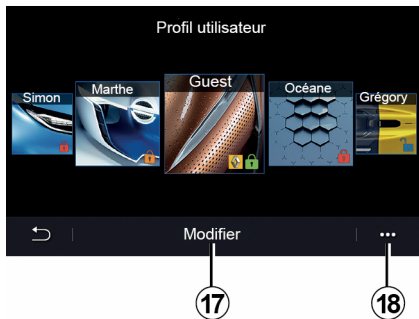 Profil utilisateur
Simon
Marthe
Guest
Océane
Grégory
Modifier
17
18